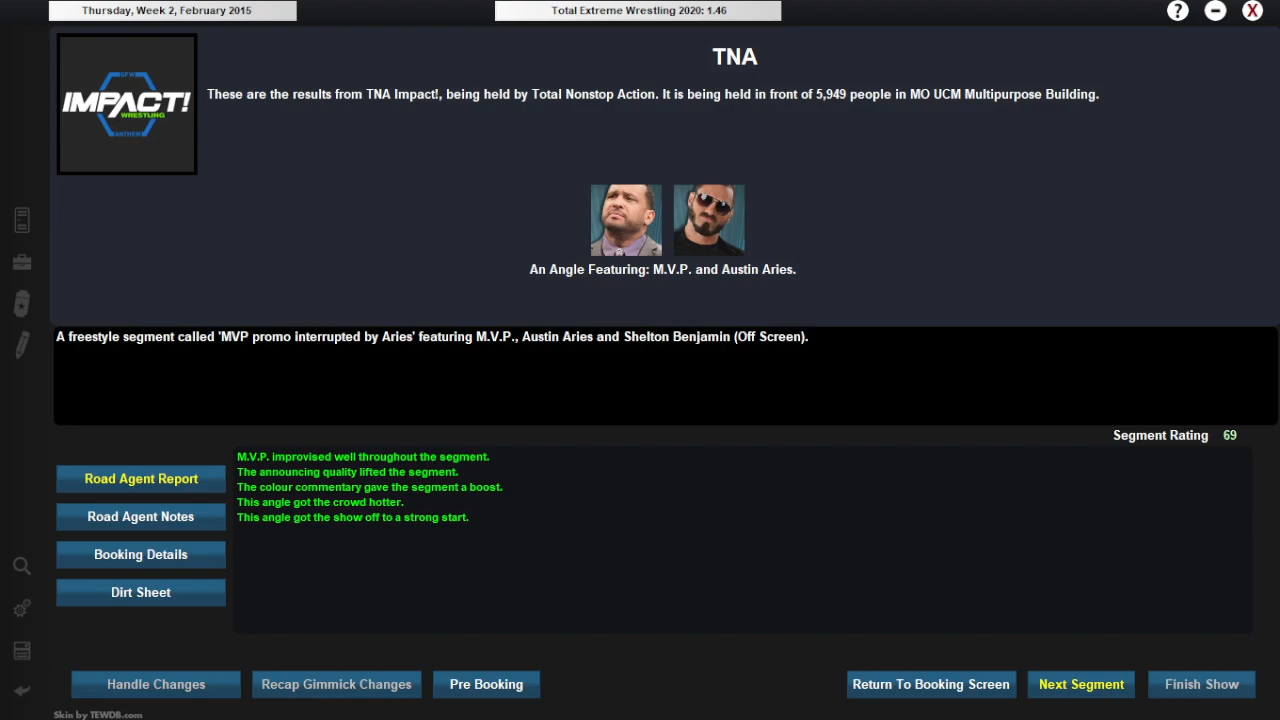 Thursday, Week 2, February 2015
Total Extreme Wrestling 2020: 1.46
?
X
TNA
GFW
IMPACT!
WRESTLING
ANTHEM
These are the results from TNA Impact!, being held by Total Nonstop Action. It is being held in front of 5,949 people in MO UCM Multipurpose Building.
An Angle Featuring: M.V.P. and Austin Aries.
A freestyle segment called 'MVP promo interrupted by Aries' featuring M.V.P., Austin Aries and Shelton Benjamin (Off Screen).
Segment Rating 69
Road Agent Report
Road Agent Notes
Booking Details
Dirt Sheet
M.V.P. improvised well throughout the segment.
The announcing quality lifted the segment.
The colour commentary gave the segment a boost.
This angle got the crowd hotter.
This angle got the show off to a strong start.
Handle Changes
Recap Gimmick Changes
Pre Booking
Return To Booking Screen
Next Segment
Finish Show
Skin by TEWDB.com